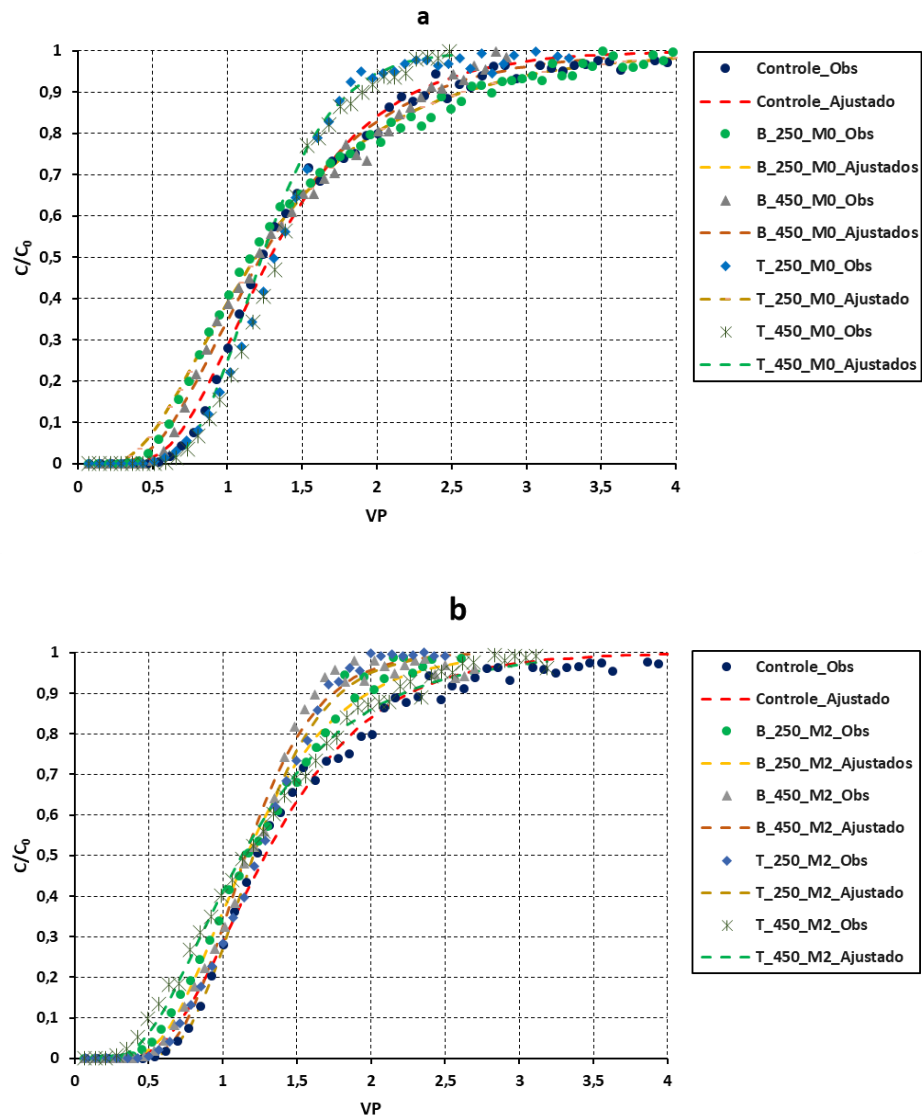 a
1
0,9
0,8
0,7
0,6
0,5
0,4
0,3
0,2
0,1
0
C/C₀
0 0,5 1 1,5 2 2,5 3 3,5 4
VP
Controle_Obs
Controle_Ajustado
B_250_M0_Obs
B_250_M0_Ajustados
B_450_M0_Obs
B_450_M0_Ajustados
T_250_M0_Obs
T_250_M0_Ajustado
T_450_M0_Obs
T_450_M0_Ajustados
b
1
0,9
0,8
0,7
0,6
0,5
0,4
0,3
0,2
0,1
0
C/C₀
0 0,5 1 1,5 2 2,5 3 3,5 4
VP
Controle_Obs
Controle_Ajustado
B_250_M2_Obs
B_250_M2_Ajustados
B_450_M2_Obs
B_450_M2_Ajustado
T_250_M2_Obs
T_250_M2_Ajustado
T_450_M2_Obs
T_450_M2_Ajustado